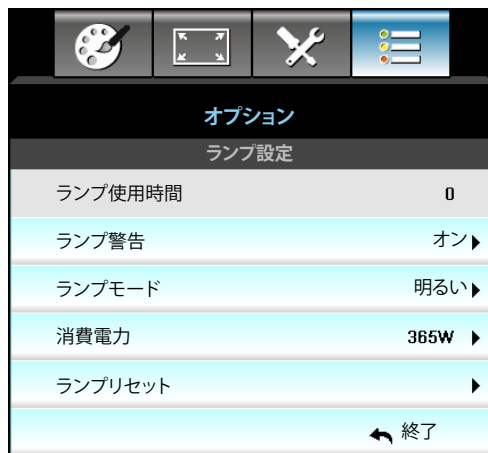 オプション
ランプ設定
ランプ使用時間 0
ランプ警告 オン
ランプモード 明るい
消費電力 365W
ランプリセット
終了